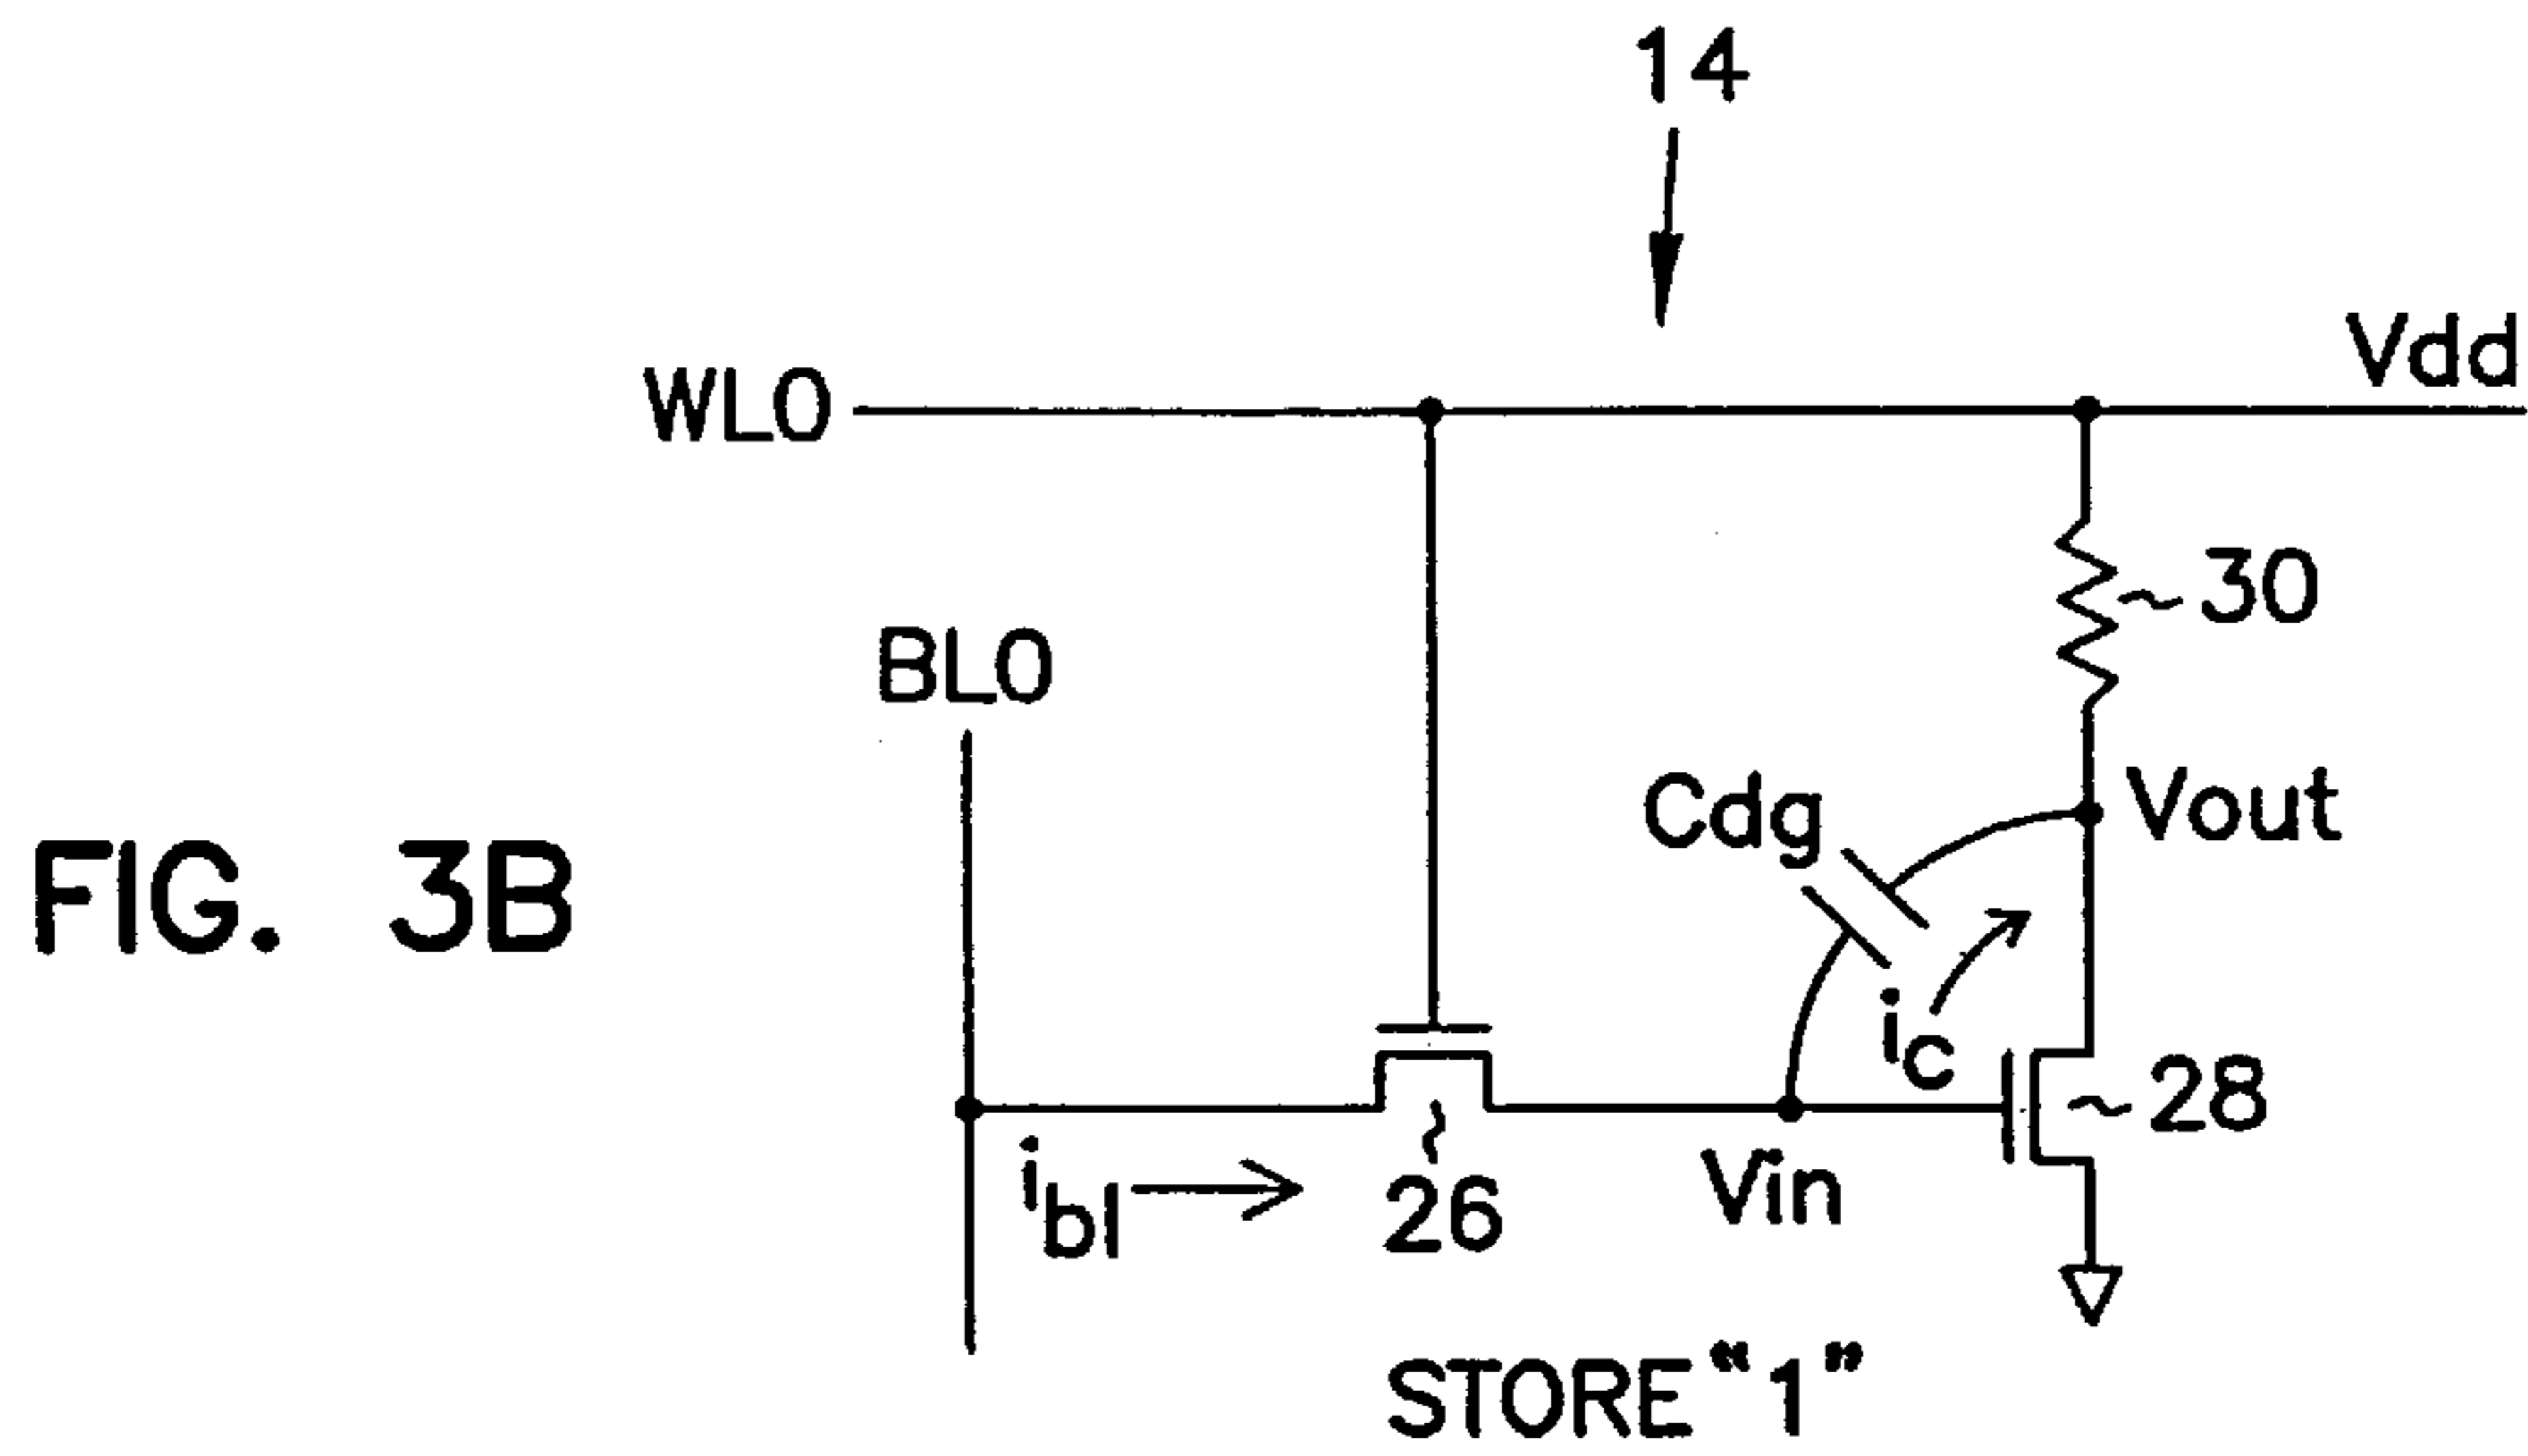 14
Vdd
WL0
30
BL0
Cdg
Vout
FIG. 3B
ic
28
ibl
26
Vin
STORE “1”